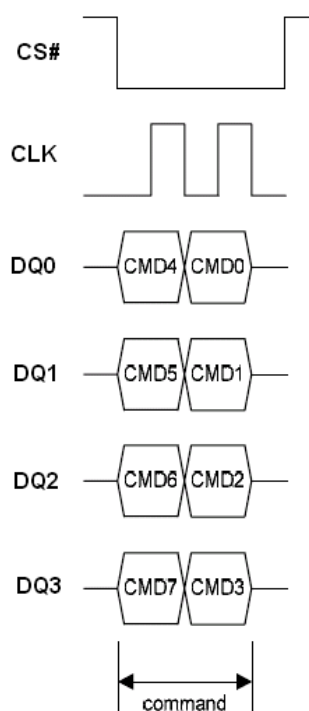 CS#
CLK
DQ0 CMD4 CMD0
DQ1 CMD5 CMD1
DQ2 CMD6 CMD2
DQ3 CMD7 CMD3
command